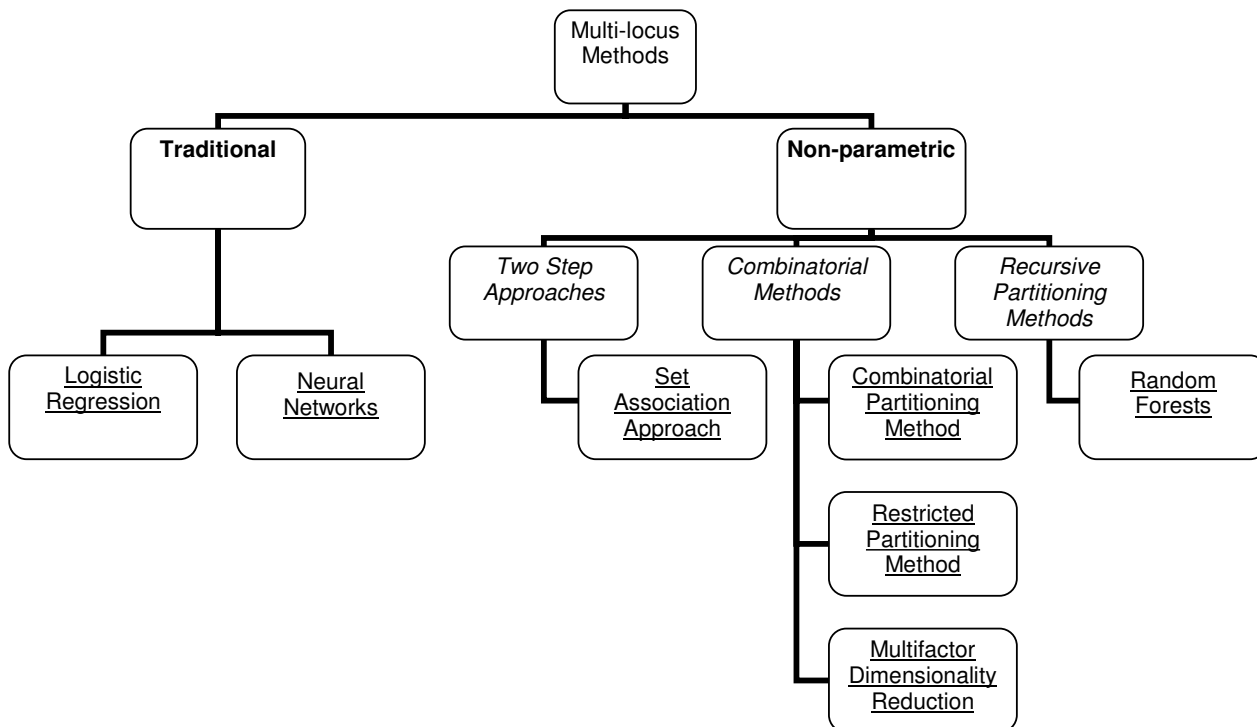 Multi-locus
Methods
Traditional
Non-parametric
Two Step
Approaches
Combinatorial
Methods
Recursive
Partitioning
Methods
Logistic
Regression
Neural
Networks
Set
Association
Approach
Combinatorial
Partitioning
Method
Random
Forests
Restricted
Partitioning
Method
Multifactor
Dimensionality
Reduction